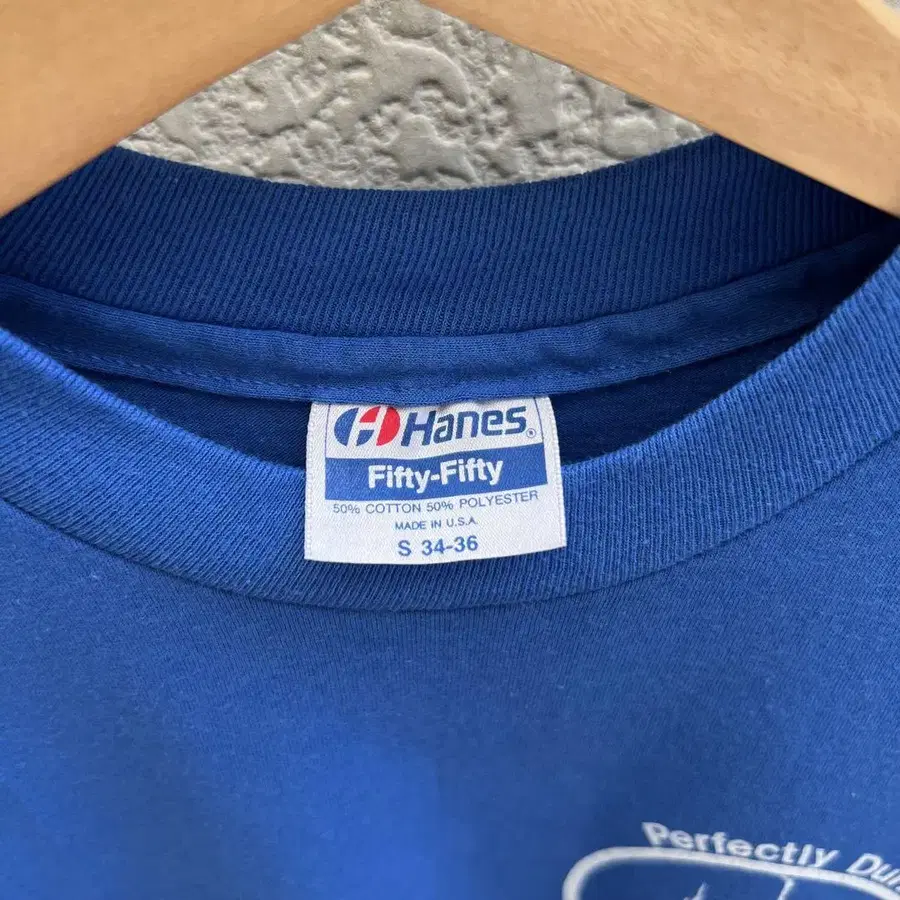 Hanes®
Fifty-Fifty
50% COTTON 50% POLYESTER
MADE IN U.S.A.
S 34-36
Perfectly